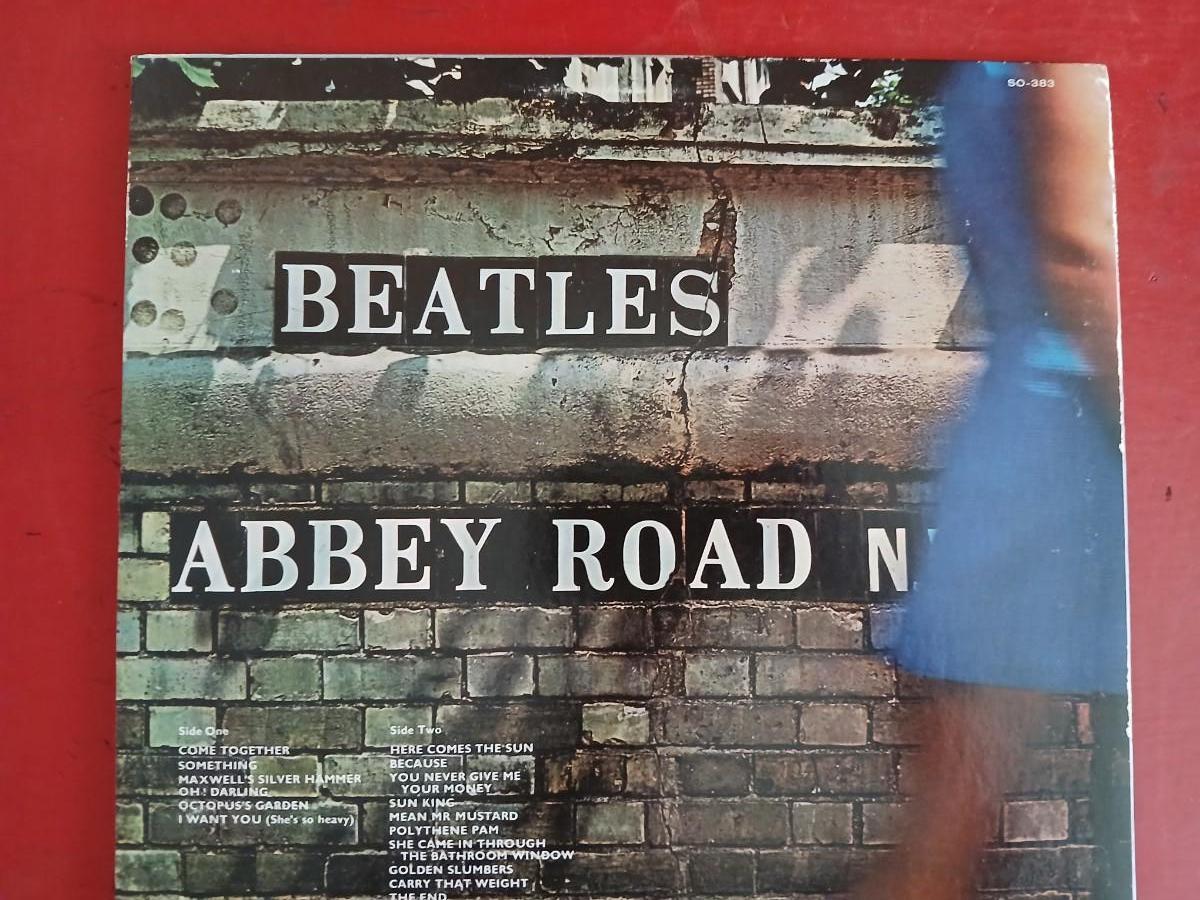 SO-383
BEATLES
ABBEY ROAD N
Side One
COME TOGETHER
SOMETHING
MAXWELL'S SILVER HAMMER
OH! DARLING
OCTOPUS'S GARDEN
I WANT YOU (She's so heavy)
Side Two
HERE COMES THE SUN
BECAUSE
YOU NEVER GIVE ME
YOUR MONEY
SUN KING
MEAN MR MUSTARD
POLYTHENE PAM
SHE CAME IN THROUGH
THE BATHROOM WINDOW
GOLDEN SLUMBERS
CARRY THAT WEIGHT
THE END